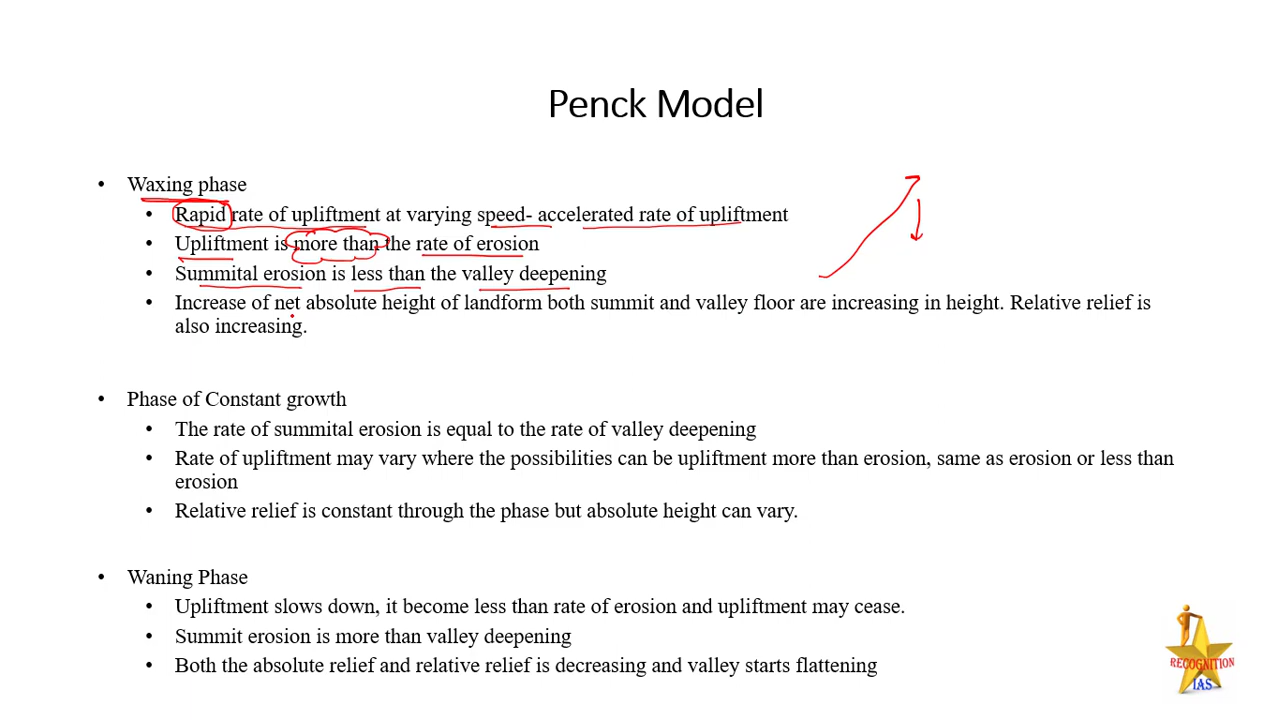 Penck Model
• Waxing phase
• Rapid rate of upliftment at varying speed- accelerated rate of upliftment
• Upliftment is more than the rate of erosion
• Summital erosion is less than the valley deepening
• Increase of net absolute height of landform both summit and valley floor are increasing in height. Relative relief is
also increasing.
• Phase of Constant growth
• The rate of summital erosion is equal to the rate of valley deepening
• Rate of upliftment may vary where the possibilities can be upliftment more than erosion, same as erosion or less than
erosion
• Relative relief is constant through the phase but absolute height can vary.
• Waning Phase
• Upliftment slows down, it become less than rate of erosion and upliftment may cease.
• Summit erosion is more than valley deepening
• Both the absolute relief and relative relief is decreasing and valley starts flattening
RECOGNITION
IAS